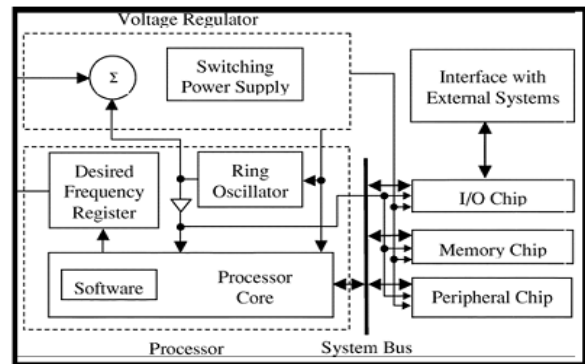 Voltage Regulator
Σ
Switching
Power Supply
Interface with
External Systems
Desired
Frequency
Register
Ring
Oscillator
I/O Chip
Memory Chip
Software
Processor
Core
Peripheral Chip
Processor
System Bus